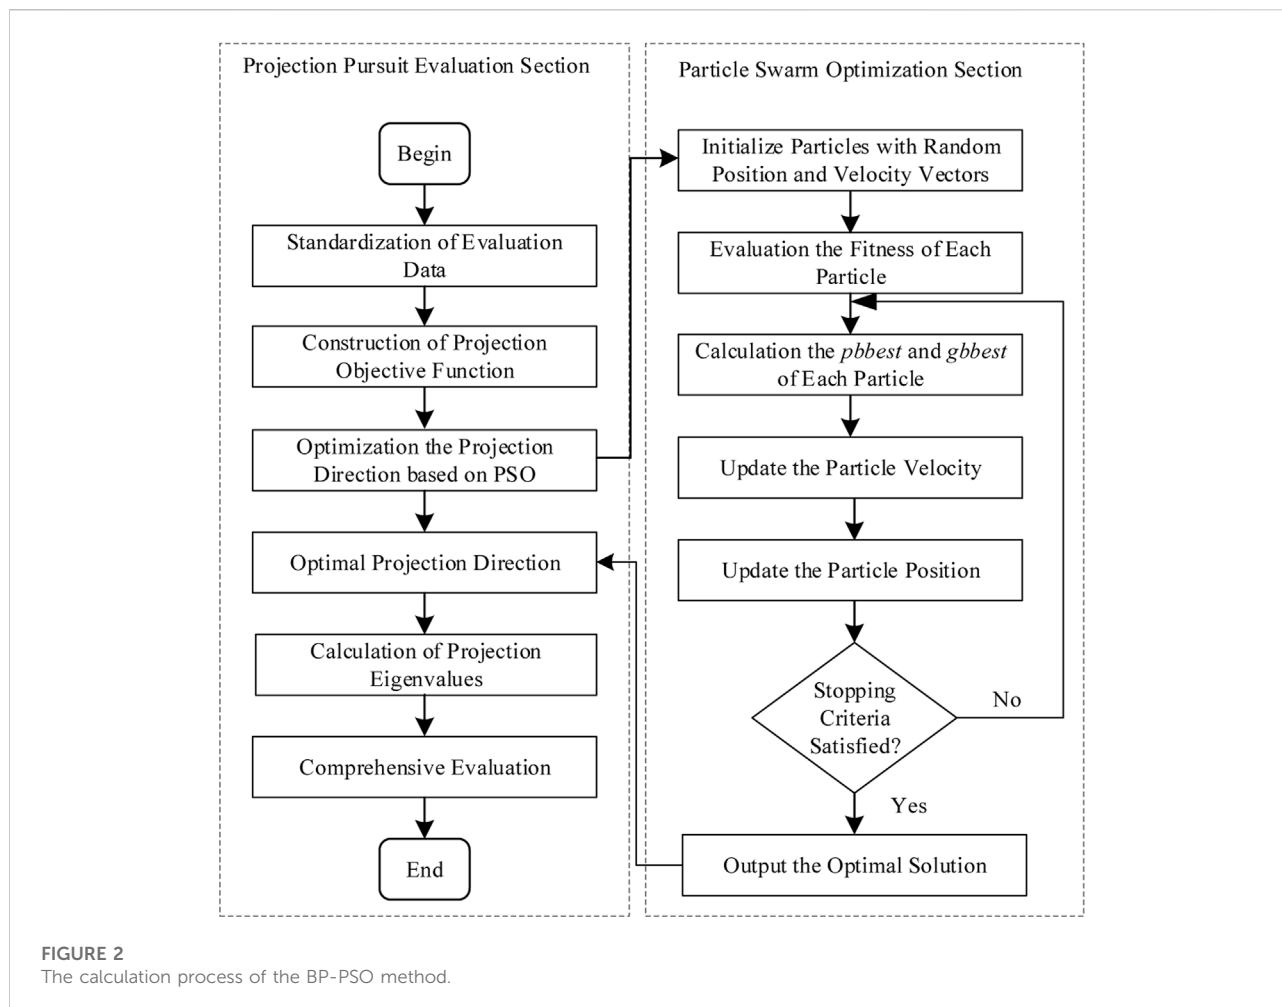 Projection Pursuit Evaluation Section
Begin
Standardization of Evaluation
Data
Construction of Projection
Objective Function
Optimization the Projection
Direction based on PSO
Optimal Projection Direction
Calculation of Projection
Eigenvalues
Comprehensive Evaluation
End
Particle Swarm Optimization Section
Initialize Particles with Random
Position and Velocity Vectors
Evaluation the Fitness of Each
Particle
Calculation the pbbest and gbbest
of Each Particle
Update the Particle Velocity
Update the Particle Position
Stopping
Criteria
Satisfied?
No
Yes
Output the Optimal Solution
FIGURE 2
The calculation process of the BP-PSO method.